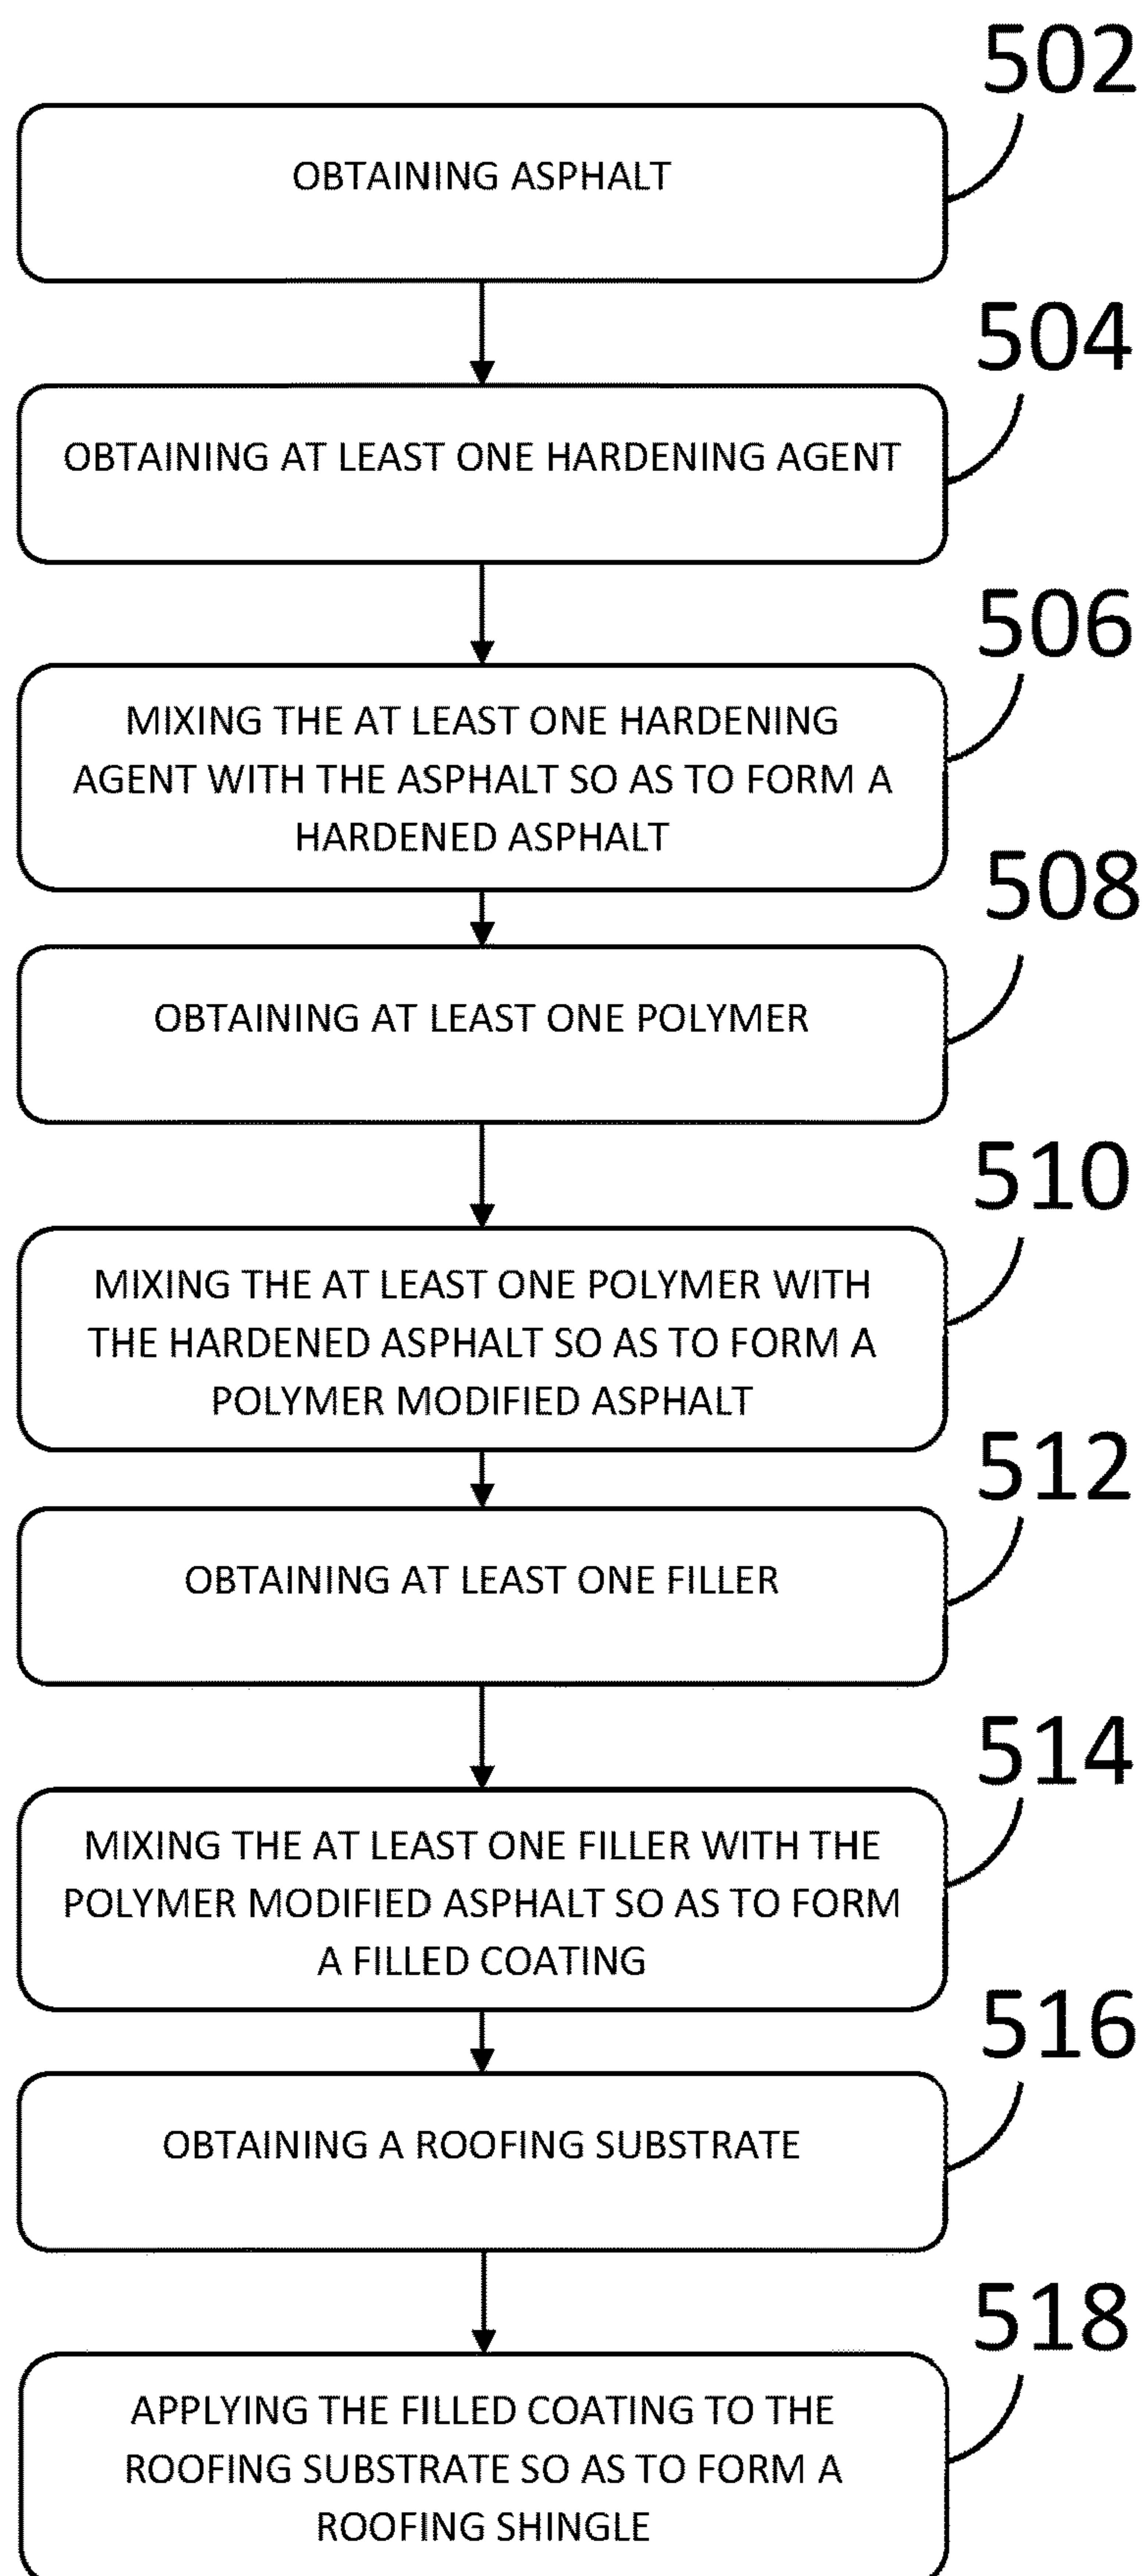 502
OBTAINING ASPHALT
504
OBTAINING AT LEAST ONE HARDENING AGENT
506
MIXING THE AT LEAST ONE HARDENING
AGENT WITH THE ASPHALT SO AS TO FORM A
HARDENED ASPHALT
508
OBTAINING AT LEAST ONE POLYMER
510
MIXING THE AT LEAST ONE POLYMER WITH
THE HARDENED ASPHALT SO AS TO FORM A
POLYMER MODIFIED ASPHALT
512
OBTAINING AT LEAST ONE FILLER
514
MIXING THE AT LEAST ONE FILLER WITH THE
POLYMER MODIFIED ASPHALT SO AS TO FORM
A FILLED COATING
516
OBTAINING A ROOFING SUBSTRATE
518
APPLYING THE FILLED COATING TO THE
ROOFING SUBSTRATE SO AS TO FORM A
ROOFING SHINGLE